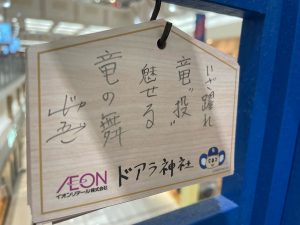 いざ躍れ
竜"投"
魅せる
竜の舞
ÆON
イオンリテール株式会社
ドアラ神社